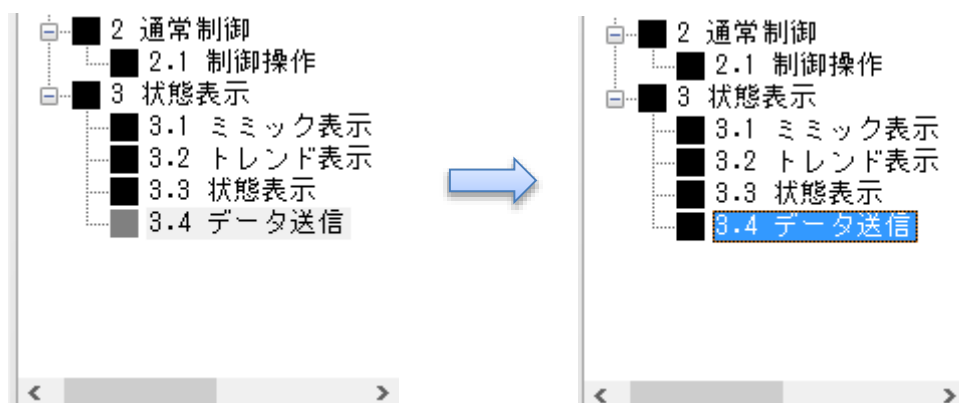 2 通常制御
2.1 制御操作
3 状態表示
3.1 ミミック表示
3.2 トレンド表示
3.3 状態表示
3.4 データ送信
2 通常制御
2.1 制御操作
3 状態表示
3.1 ミミック表示
3.2 トレンド表示
3.3 状態表示
3.4 データ送信